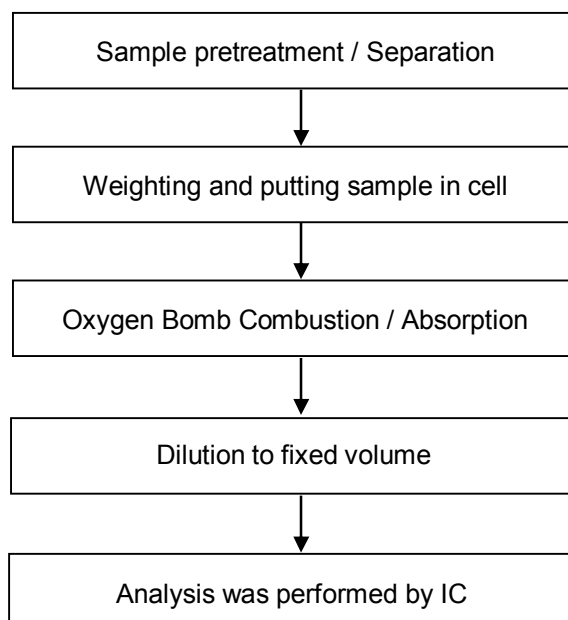 Sample pretreatment / Separation
Weighting and putting sample in cell
Oxygen Bomb Combustion / Absorption
Dilution to fixed volume
Analysis was performed by IC